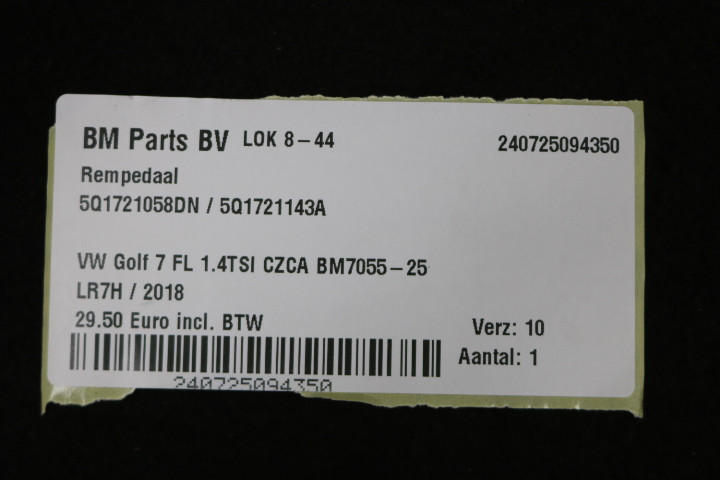 BM Parts BV LOK 8-44 240725094350
Rempedaal
5Q1721058DN / 5Q1721143A
VW Golf 7 FL 1.4TSI CZCA BM7055-25
LR7H / 2018
29.50 Euro incl. BTW Verz: 10
Aantal: 1
240725094350